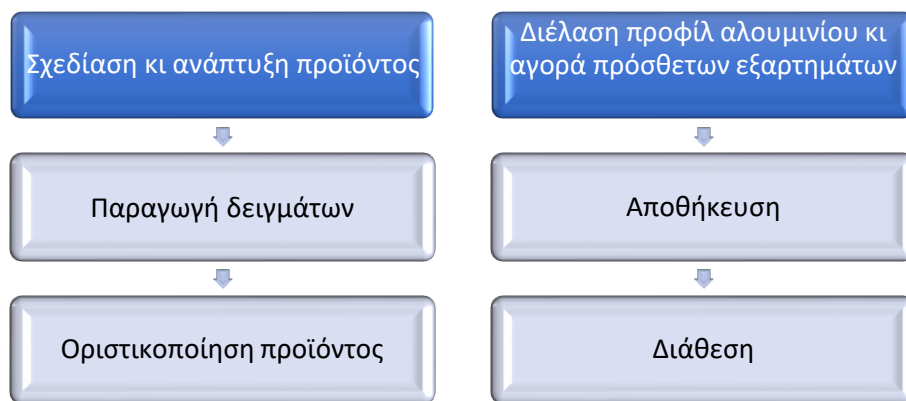 Σχεδίαση κι ανάπτυξη προϊόντος
Παραγωγή δειγμάτων
Οριστικοποίηση προϊόντος
Διέλαση προφίλ αλουμινίου κι
αγορά πρόσθετων εξαρτημάτων
Αποθήκευση
Διάθεση